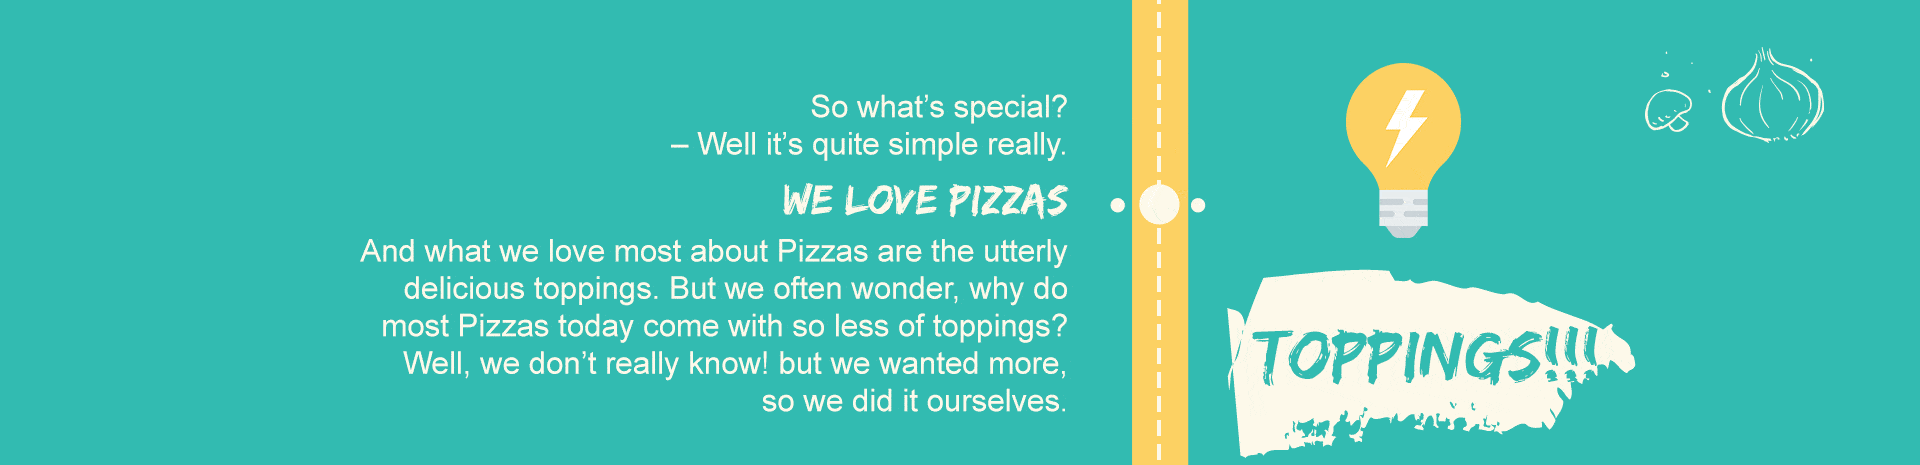 So what's special?
– Well it's quite simple really.
WE LOVE PIZZAS
And what we love most about Pizzas are the utterly
delicious toppings. But we often wonder, why do
most Pizzas today come with so less of toppings?
Well, we don't really know! but we wanted more,
so we did it ourselves.
TOPPINGS!!!